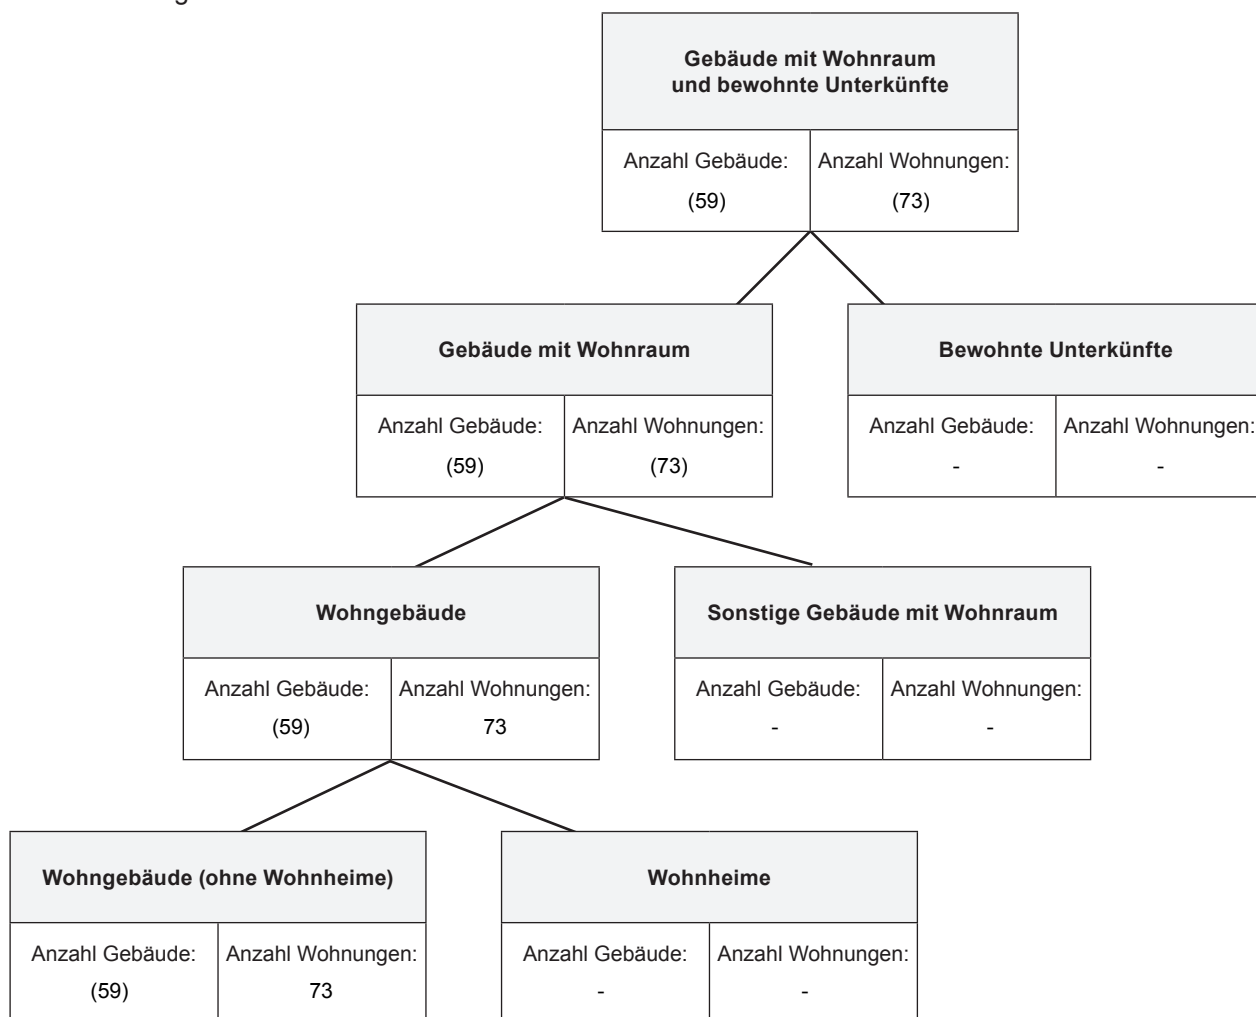 Gebäude mit Wohnraum
und bewohnte Unterkünfte
Anzahl Gebäude: Anzahl Wohnungen:
(59) (73)
Gebäude mit Wohnraum
Anzahl Gebäude: Anzahl Wohnungen:
(59) (73)
Bewohnte Unterkünfte
Anzahl Gebäude: Anzahl Wohnungen:
- -
Wohngebäude
Anzahl Gebäude: Anzahl Wohnungen:
(59) 73
Sonstige Gebäude mit Wohnraum
Anzahl Gebäude: Anzahl Wohnungen:
- -
Wohngebäude (ohne Wohnheime)
Anzahl Gebäude: Anzahl Wohnungen:
(59) 73
Wohnheime
Anzahl Gebäude: Anzahl Wohnungen:
- -